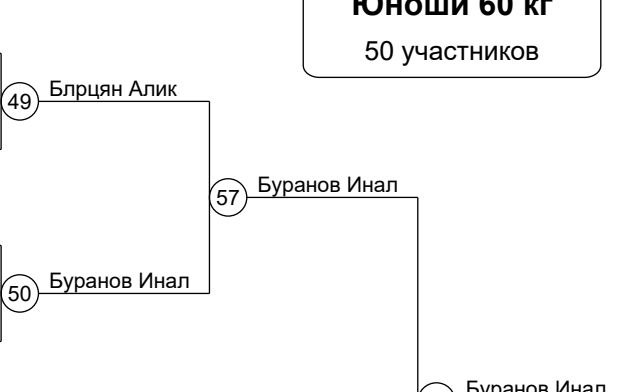 Юноши 60 кг
50 участников
49 Блрцян Алик
57 Буранов Инал
50 Буранов Инал
Буранов Инал